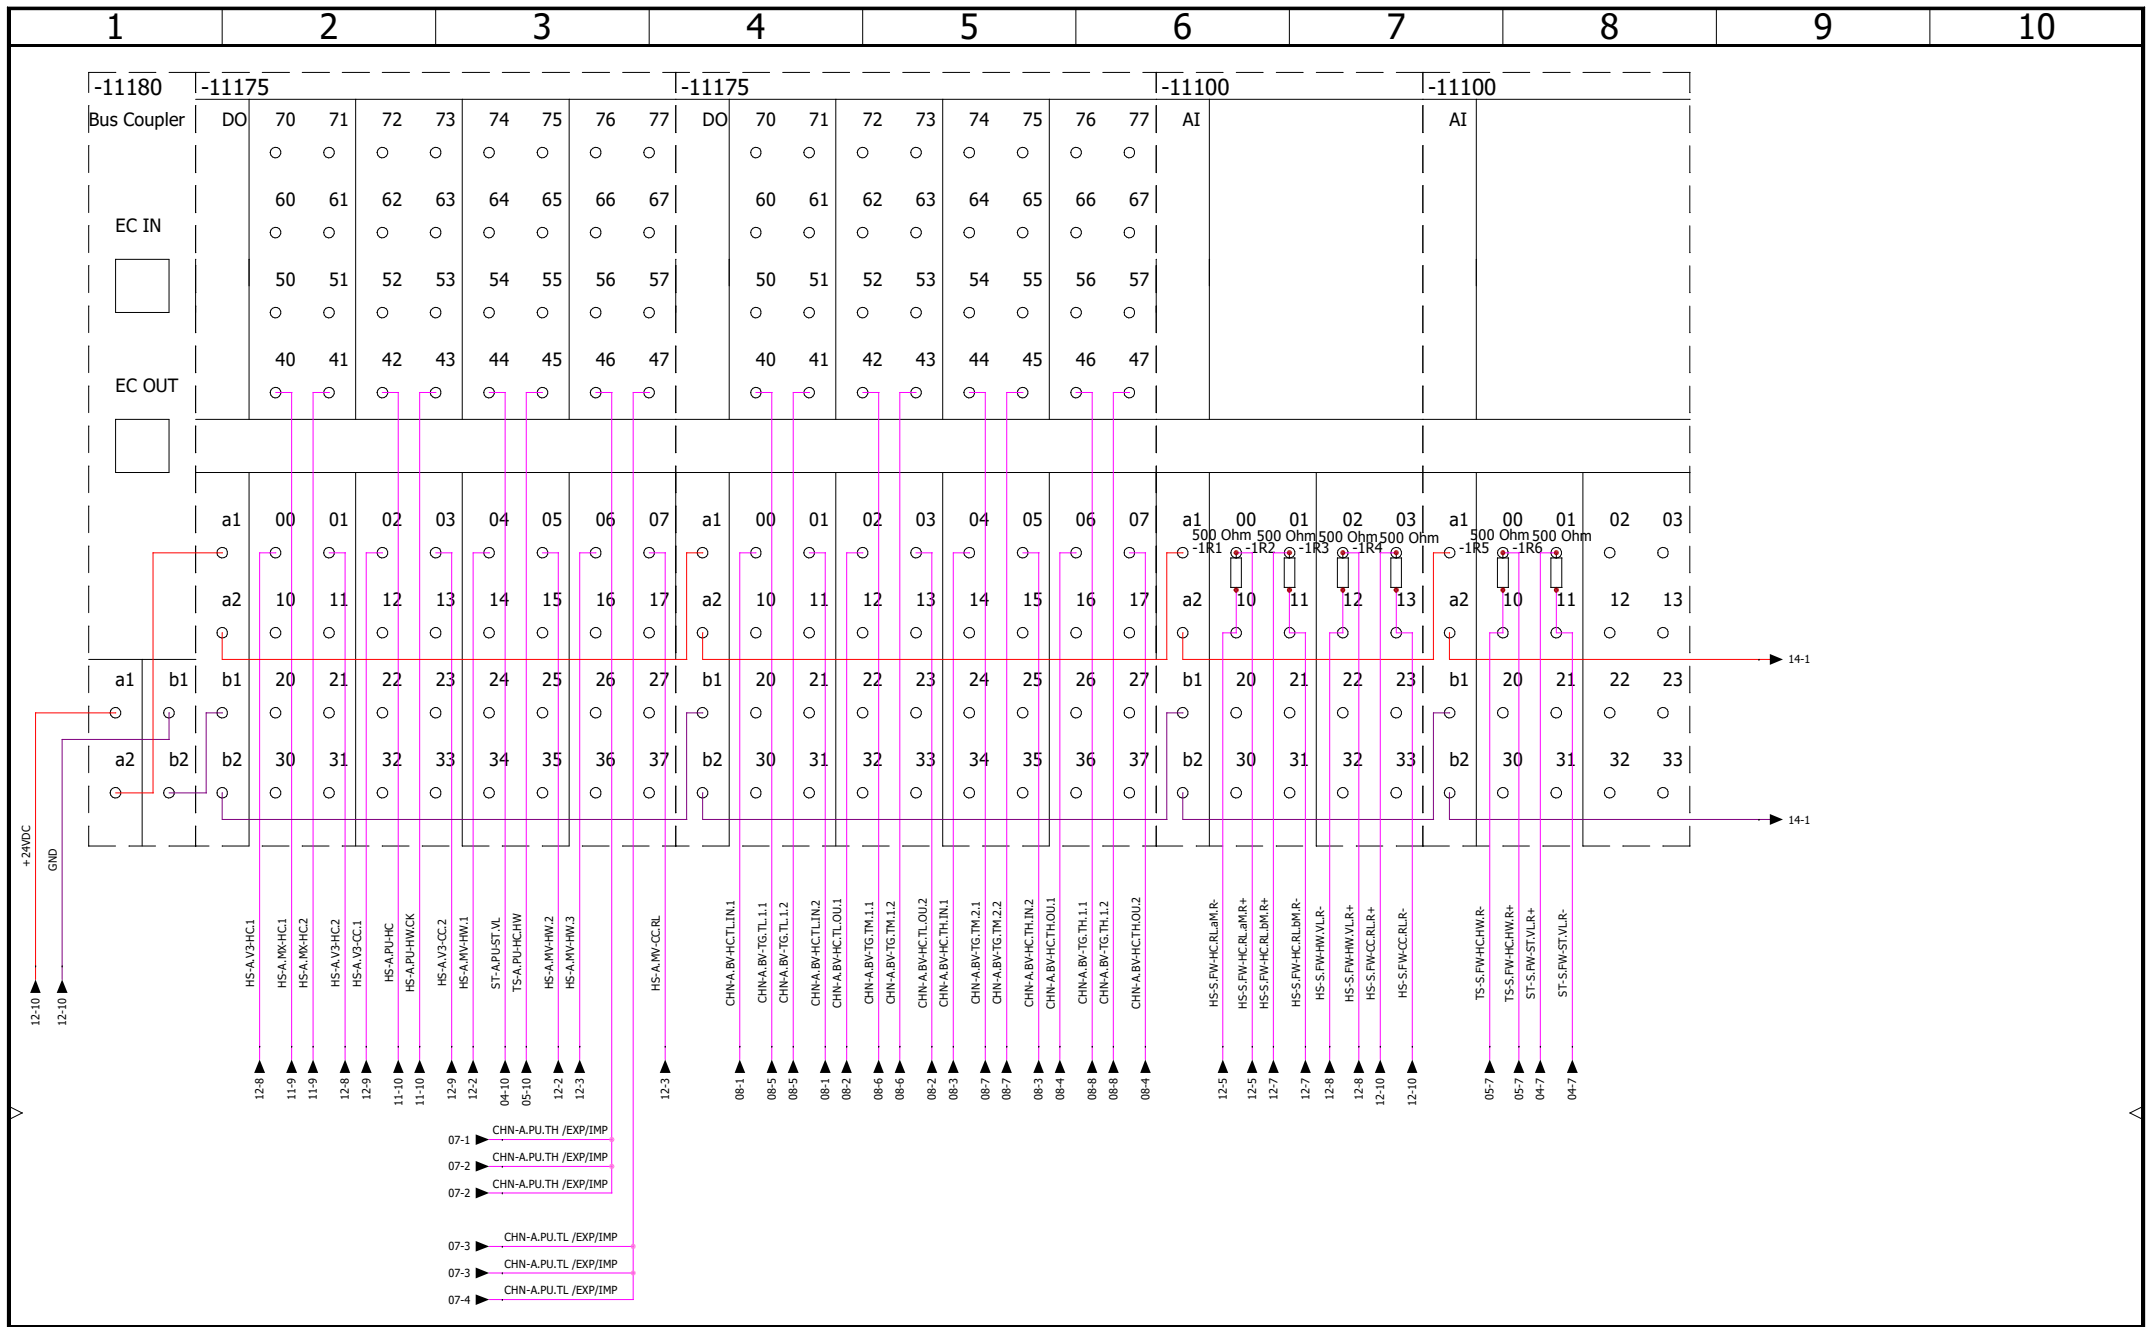 1 2 3 4 5 6 7 8 9 10
-11180 -11175 -11175 -11100 -11100
Bus Coupler DO 70 71 72 73 74 75 76 77 DO 70 71 72 73 74 75 76 77 AI AI
60 61 62 63 64 65 66 67 60 61 62 63 64 65 66 67
EC IN
50 51 52 53 54 55 56 57 50 51 52 53 54 55 56 57
40 41 42 43 44 45 46 47 40 41 42 43 44 45 46 47
EC OUT
a1 00 01 02 03 04 05 06 07 a1 00 01 02 03 04 05 06 07 a1 00 01 02 03 a1 00 01 02 03
500 Ohm 500 Ohm 500 Ohm 500 Ohm 500 Ohm 500 Ohm
-1R1 -1R2 -1R3 -1R4 -1R5 -1R6
a2 10 11 12 13 14 15 16 17 a2 10 11 12 13 14 15 16 17 a2 10 11 12 13 a2 10 11 12 13
14-1
a1 b1 b1 20 21 22 23 24 25 26 27 b1 20 21 22 23 24 25 26 27 b1 20 21 22 23 b1 20 21 22 23
a2 b2 b2 30 31 32 33 34 35 36 37 b2 30 31 32 33 34 35 36 37 b2 30 31 32 33 b2 30 31 32 33
14-1
+24VDC
GND
12-10
12-10
HS-A.V3-HC.1
HS-A.MX-HC.1
HS-A.MX-HC.2
HS-A.V3-HC.2
HS-A.V3-CC.1
HS-A.PU-HC
HS-A.PU-HW.CK
HS-A.V3-CC.2
HS-A.MV-HW.1
ST-A.PU-ST.VL
TS-A.PU-HC.HW
HS-A.MV-HW.2
HS-A.MV-HW.3
HS-A.MV-CC.RL
CHN-A.BV-HC.TL.IN.1
CHN-A.BV-TG.TL.1.1
CHN-A.BV-TG.TL.1.2
CHN-A.BV-HC.TL.IN.2
CHN-A.BV-HC.TL.OU.1
CHN-A.BV-TG.TM.1.1
CHN-A.BV-TG.TM.1.2
CHN-A.BV-HC.TL.OU.2
CHN-A.BV-HC.TH.IN.1
CHN-A.BV-TG.TM.2.1
CHN-A.BV-TG.TM.2.2
CHN-A.BV-HC.TH.IN.2
CHN-A.BV-HC.TH.OU.1
CHN-A.BV-TG.TH.1.1
CHN-A.BV-TG.TH.1.2
CHN-A.BV-HC.TH.OU.2
HS-S.FW-HC.RL.aM.R-
HS-S.FW-HC.RL.aM.R+
HS-S.FW-HC.RL.bM.R+
HS-S.FW-HC.RL.bM.R-
HS-S.FW-HW.VL.R-
HS-S.FW-HW.VL.R+
HS-S.FW-CC.RL.R+
HS-S.FW-CC.RL.R-
TS-S.FW-HC.HW.R-
TS-S.FW-HC.HW.R+
ST-S.FW-ST.VL.R+
ST-S.FW-ST.VL.R-
12-8 11-9 11-9 12-8 12-9 11-10 11-10 12-9 12-2 04-10 05-10 12-2 12-3 12-3 08-1 08-5 08-5 08-1 08-2 08-6 08-6 08-2 08-3 08-7 08-7 08-3 08-4 08-8 08-8 08-4 12-5 12-5 12-7 12-7 12-8 12-8 12-10 12-10 05-7 05-7 04-7 04-7
07-1 CHN-A.PU.TH /EXP/IMP
07-2 CHN-A.PU.TH /EXP/IMP
07-2 CHN-A.PU.TH /EXP/IMP
07-3 CHN-A.PU.TL /EXP/IMP
07-3 CHN-A.PU.TL /EXP/IMP
07-4 CHN-A.PU.TL /EXP/IMP